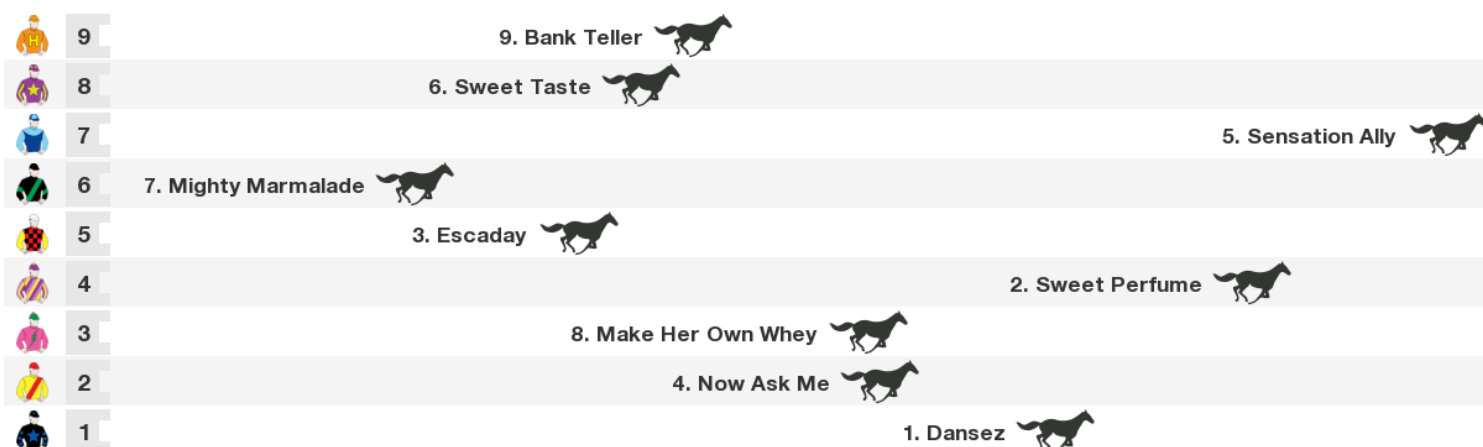 9 9. Bank Teller
8 6. Sweet Taste
7 5. Sensation Ally
6 7. Mighty Marmalade
5 3. Escaday
4 2. Sweet Perfume
3 8. Make Her Own Whey
2 4. Now Ask Me
1 1. Dansez